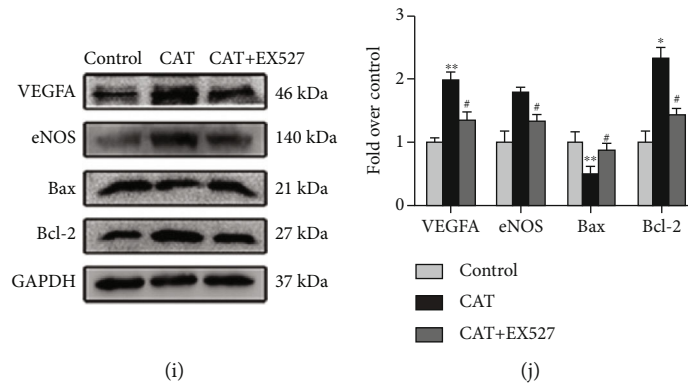 Control CAT CAT+EX527
VEGFA 46 kDa
eNOS 140 kDa
Bax 21 kDa
Bcl-2 27 kDa
GAPDH 37 kDa
(i)
Fold over control
3
2
1
0
** # # ** # * #
VEGFA eNOS Bax Bcl-2
Control
CAT
CAT+EX527
(j)